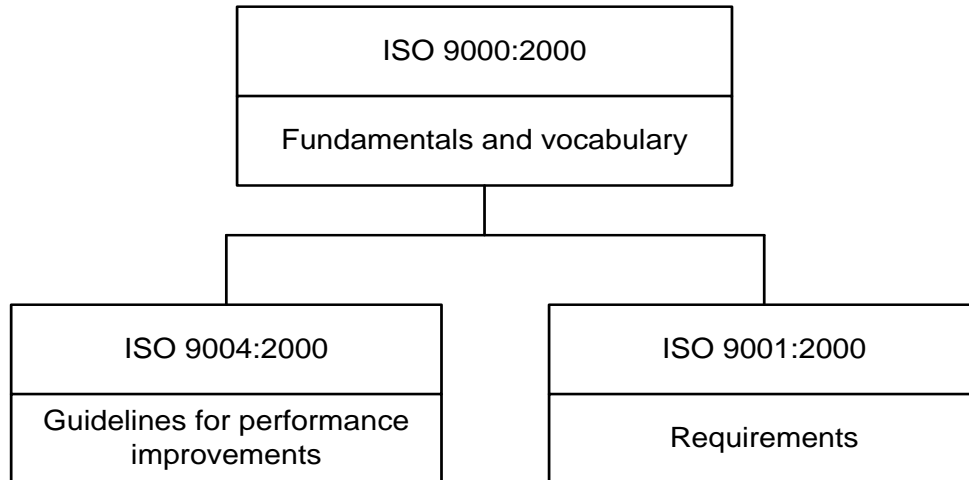 ISO 9000:2000
Fundamentals and vocabulary
ISO 9004:2000
Guidelines for performance
improvements
ISO 9001:2000
Requirements